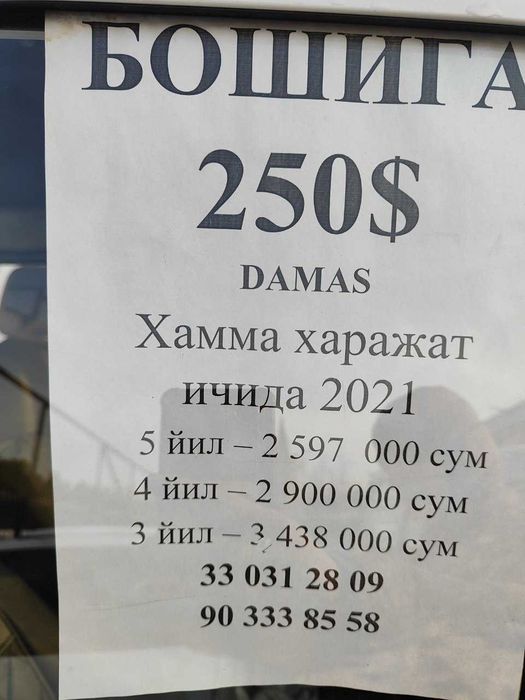 БОШИГА
250$
DAMAS
Хамма харажат
ичида 2021
5 йил – 2 597 000 сум
4 йил – 2 900 000 сум
3 йил – 3 438 000 сум
33 031 28 09
90 333 85 58